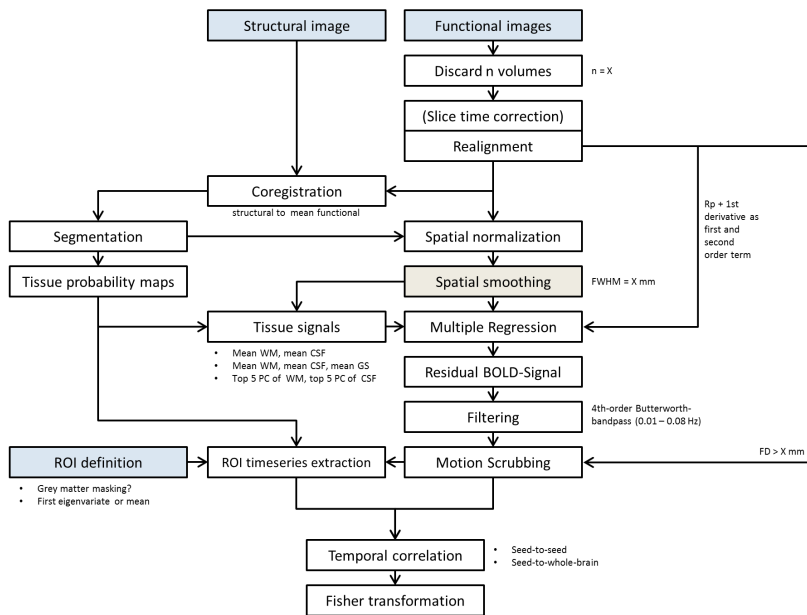 Structural image
Functional images
Discard n volumes
n = X
(Slice time correction)
Realignment
Coregistration
structural to mean functional
Rp + 1st
derivative as
first and
second
order term
Segmentation
Spatial normalization
Tissue probability maps
Spatial smoothing
FWHM = X mm
Tissue signals
Multiple Regression
• Mean WM, mean CSF
• Mean WM, mean CSF, mean GS
• Top 5 PC of WM, top 5 PC of CSF
Residual BOLD-Signal
Filtering
4th-order Butterworth-
bandpass (0.01 – 0.08 Hz)
ROI definition
ROI timeseries extraction
Motion Scrubbing
FD > X mm
• Grey matter masking?
• First eigenvariate or mean
Temporal correlation
• Seed-to-seed
• Seed-to-whole-brain
Fisher transformation